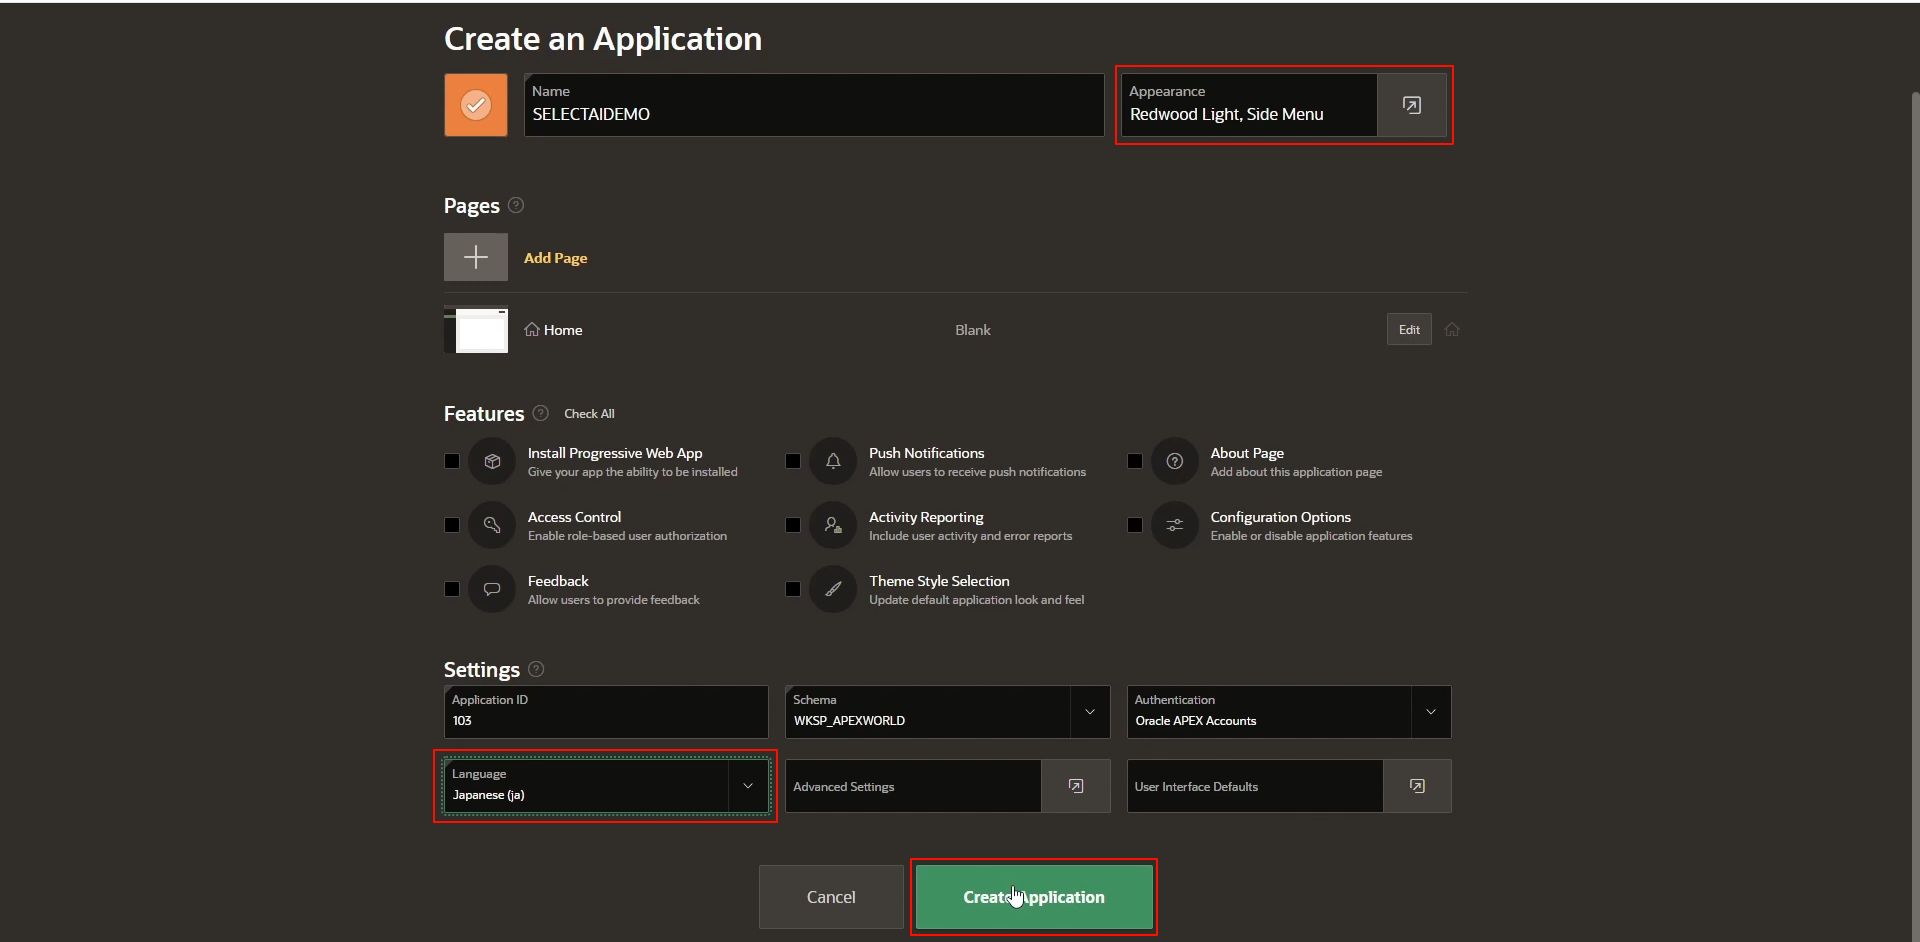 Create an Application
Name
SELECTAIDEMO
Appearance
Redwood Light, Side Menu
Pages
Add Page
Home
Blank
Edit
Features
Check All
Install Progressive Web App
Give your app the ability to be installed
Push Notifications
Allow users to receive push notifications
About Page
Add about this application page
Access Control
Enable role-based user authorization
Activity Reporting
Include user activity and error reports
Configuration Options
Enable or disable application features
Feedback
Allow users to provide feedback
Theme Style Selection
Update default application look and feel
Settings
Application ID
103
Schema
WKSP_APEXWORLD
Authentication
Oracle APEX Accounts
Language
Japanese (ja)
Advanced Settings
User Interface Defaults
Cancel
Create Application